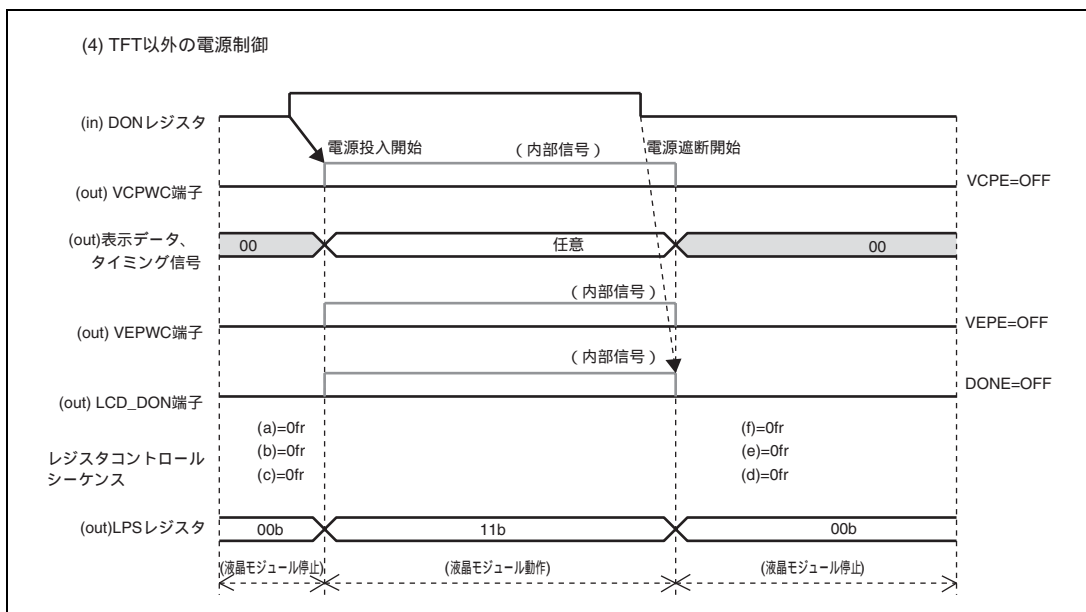 (4) TFT以外の電源制御
(in) DONレジスタ
電源投入開始
（内部信号）
電源遮断開始
(out) VCPWC端子
VCPE=OFF
(out)表示データ、
タイミング信号
00
任意
00
（内部信号）
(out) VEPWC端子
VEPE=OFF
（内部信号）
(out) LCD_DON端子
DONE=OFF
レジスタコントロール
シーケンス
(a)=0fr
(b)=0fr
(c)=0fr
(f)=0fr
(e)=0fr
(d)=0fr
(out)LPSレジスタ
00b
11b
00b
(液晶モジュール停止)
(液晶モジュール動作)
(液晶モジュール停止)